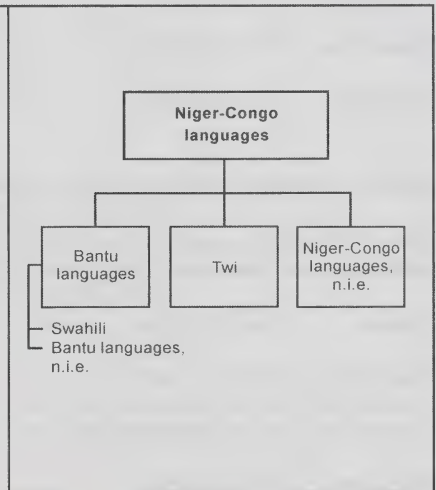 Niger-Congo
languages
Bantu
languages
Twi
Niger-Congo
languages,
n.i.e.
Swahili
Bantu languages,
n.i.e.